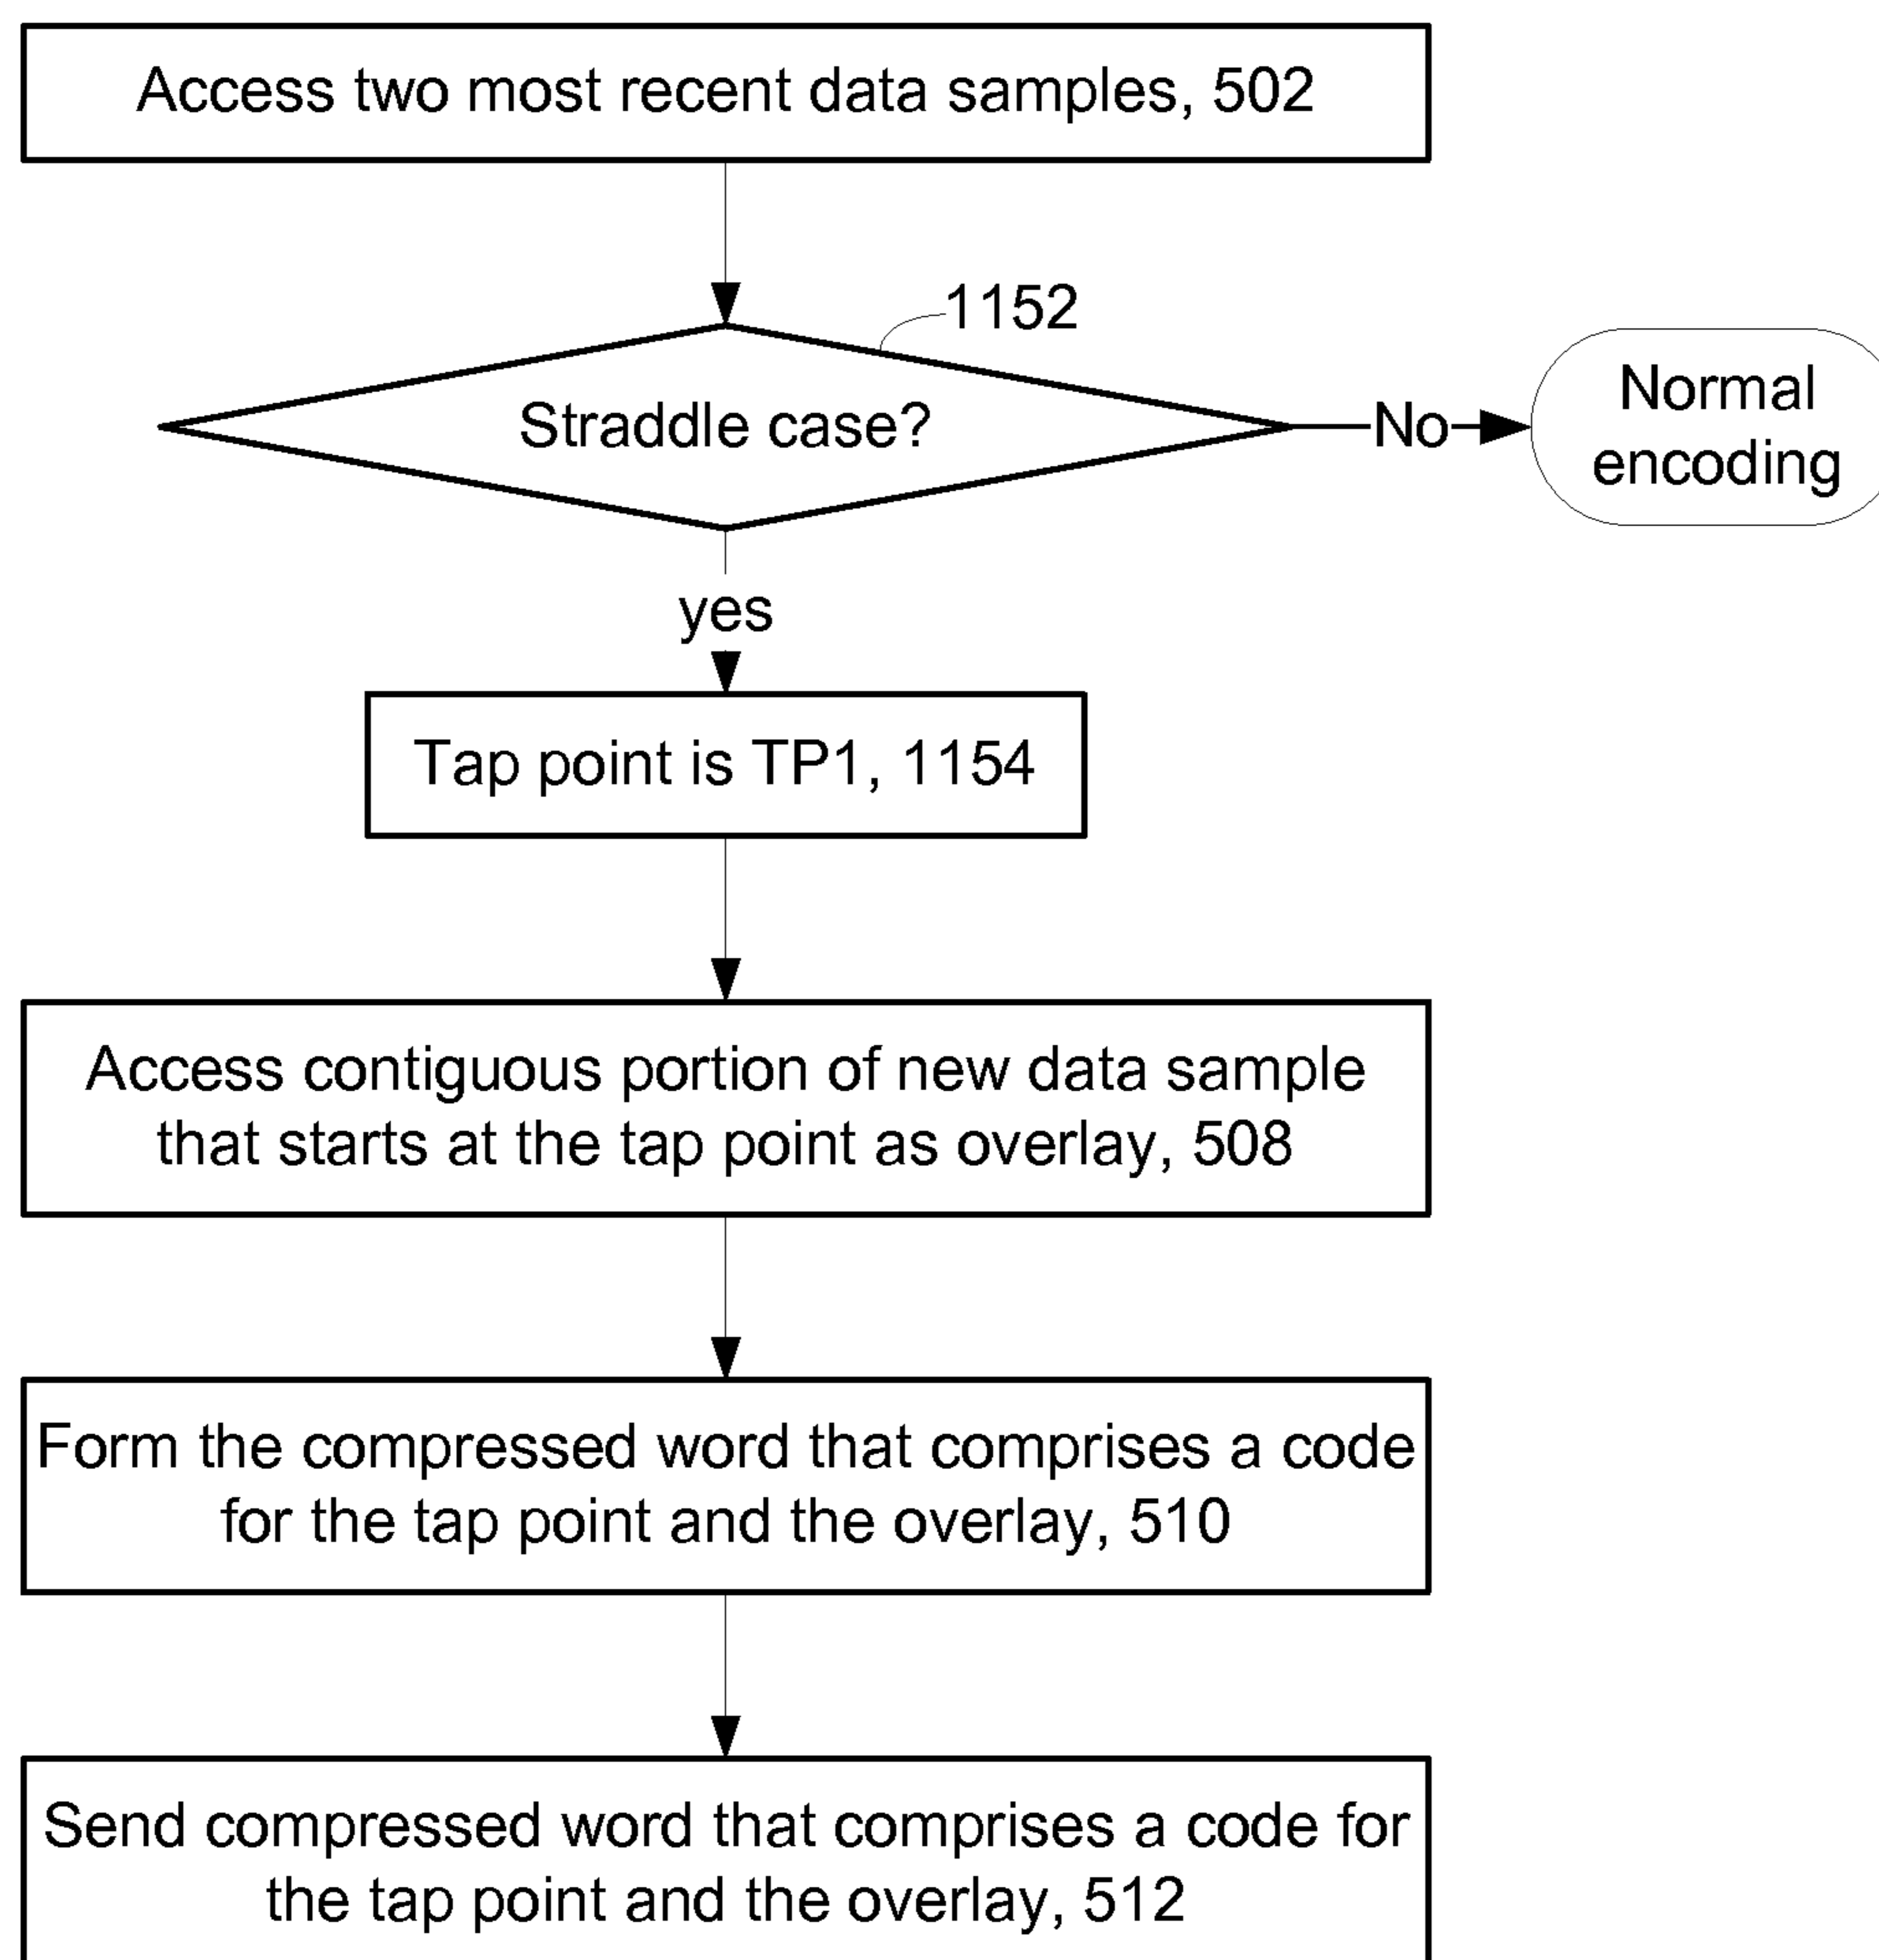 Access two most recent data samples, 502
1152
Straddle case?
No
Normal
encoding
yes
Tap point is TP1, 1154
Access contiguous portion of new data sample
that starts at the tap point as overlay, 508
Form the compressed word that comprises a code
for the tap point and the overlay, 510
Send compressed word that comprises a code for
the tap point and the overlay, 512